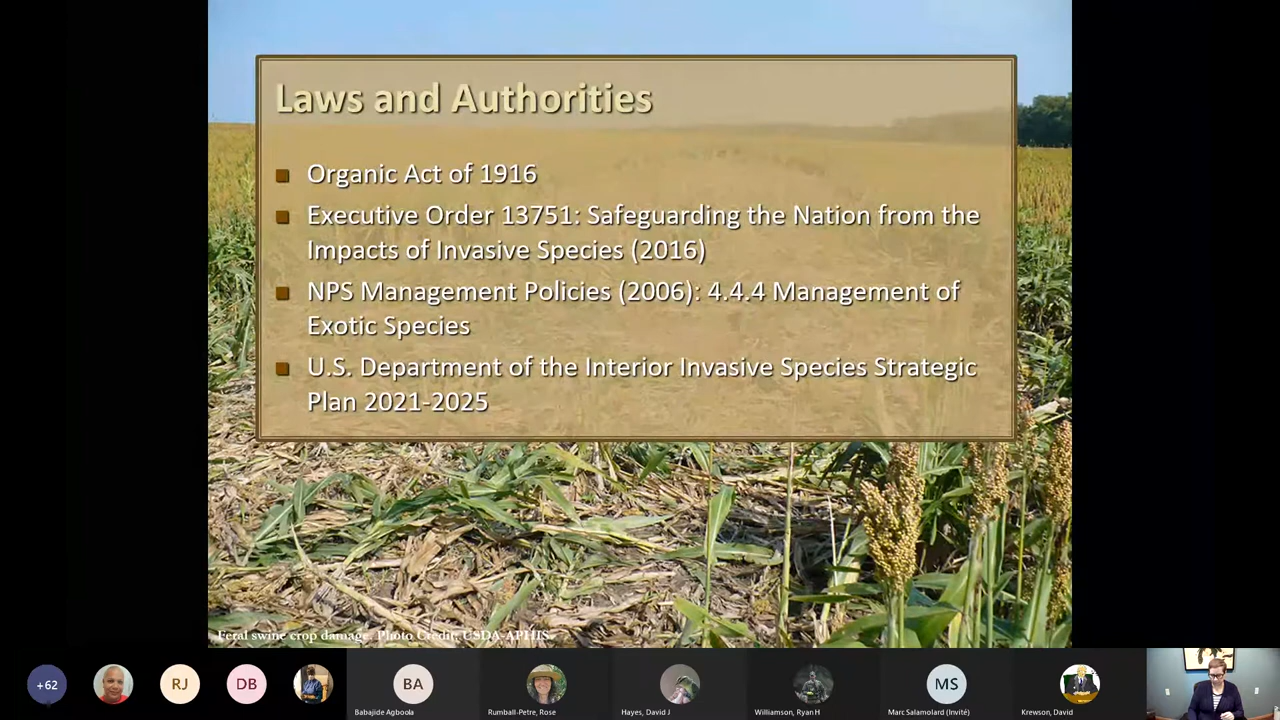 Laws and Authorities
Organic Act of 1916
Executive Order 13751: Safeguarding the Nation from the
Impacts of Invasive Species (2016)
NPS Management Policies (2006): 4.4.4 Management of
Exotic Species
U.S. Department of the Interior Invasive Species Strategic
Plan 2021-2025
Feral swine crop damage. Photo Credit: USDA-APHIS.
+62
RJ
DB
BA
MS
Babajide Agboola
Rumball-Petre, Rose
Hayes, David J
Williamson, Ryan H
Marc Salamolard (Invité)
Krewson, David